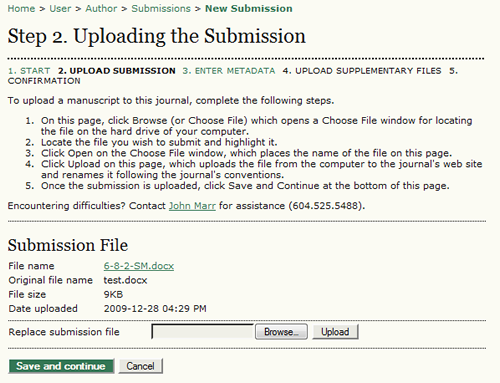 Home > User > Author > Submissions > New Submission
Step 2. Uploading the Submission
1. START 2. UPLOAD SUBMISSION 3. ENTER METADATA 4. UPLOAD SUPPLEMENTARY FILES 5.
CONFIRMATION
To upload a manuscript to this journal, complete the following steps.
1. On this page, click Browse (or Choose File) which opens a Choose File window for locating
the file on the hard drive of your computer.
2. Locate the file you wish to submit and highlight it.
3. Click Open on the Choose File window, which places the name of the file on this page.
4. Click Upload on this page, which uploads the file from the computer to the journal's web site
and renames it following the journal's conventions.
5. Once the submission is uploaded, click Save and Continue at the bottom of this page.
Encountering difficulties? Contact John Marr for assistance (604.525.5488).
Submission File
File name 6-8-2-SM.docx
Original file name test.docx
File size 9KB
Date uploaded 2009-12-28 04:29 PM
Replace submission file Browse... Upload
Save and continue Cancel